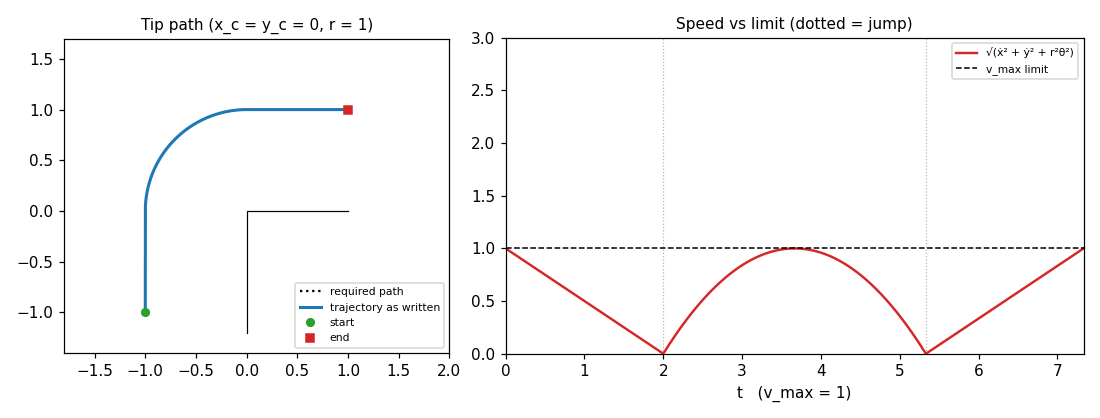 Tip path (x_c = y_c = 0, r = 1)
1.5
1.0
0.5
0.0
−0.5
−1.0
−1.5 −1.0 −0.5 0.0 0.5 1.0 1.5 2.0
required path
trajectory as written
start
end
Speed vs limit (dotted = jump)
3.0
2.5
2.0
1.5
1.0
0.5
0.0
0 1 2 3 4 5 6 7
t (v_max = 1)
√(ẋ² + ẏ² + r²θ̇²)
v_max limit